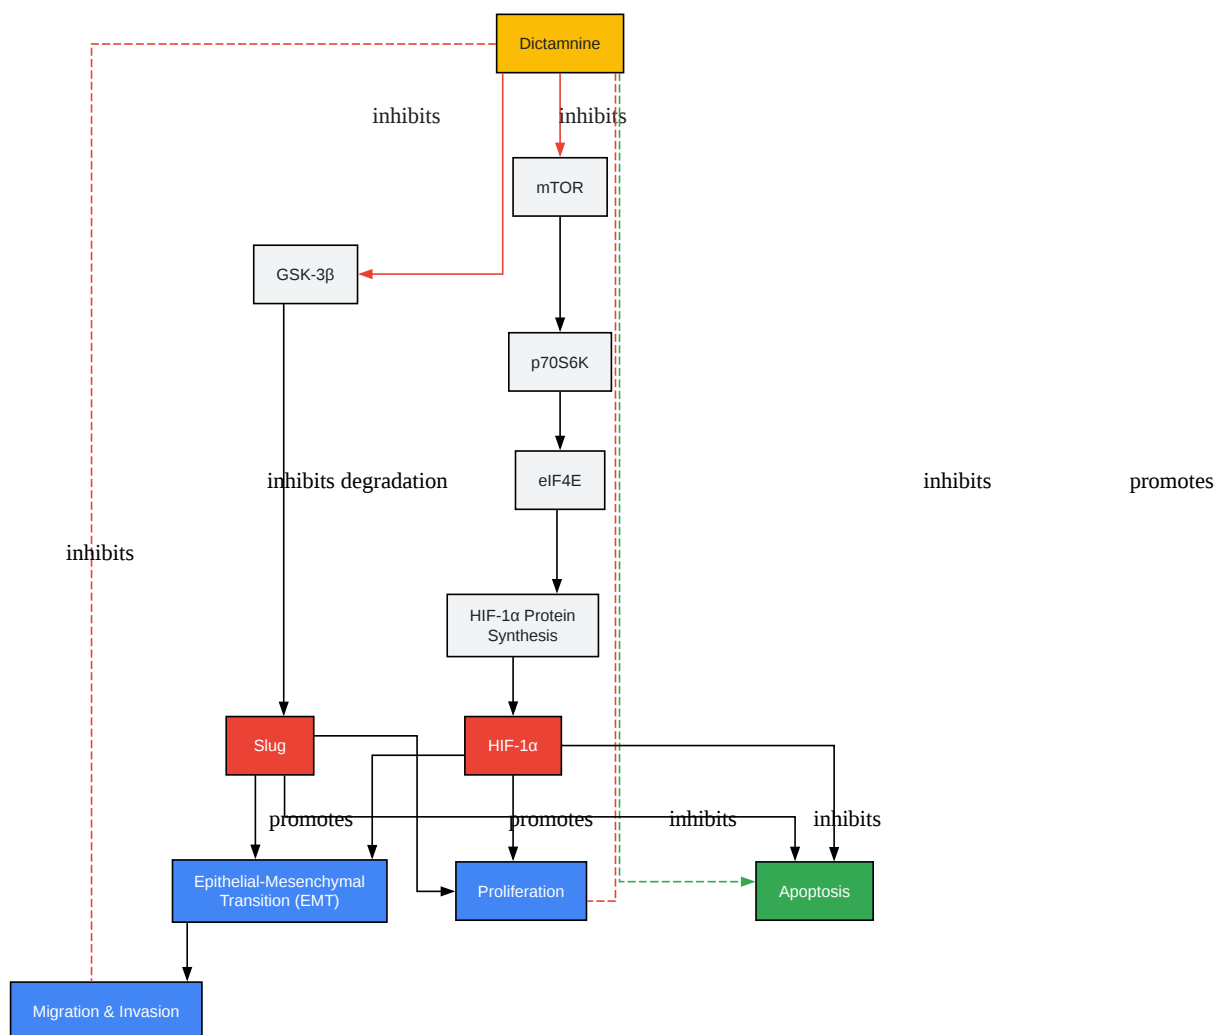 Dictamnine
inhibits
inhibits
mTOR
GSK-3β
p70S6K
eIF4E
inhibits degradation
inhibits
promotes
inhibits
HIF-1α Protein
Synthesis
Slug
HIF-1α
promotes
promotes
inhibits
inhibits
Epithelial-Mesenchymal
Transition (EMT)
Proliferation
Apoptosis
Migration & Invasion